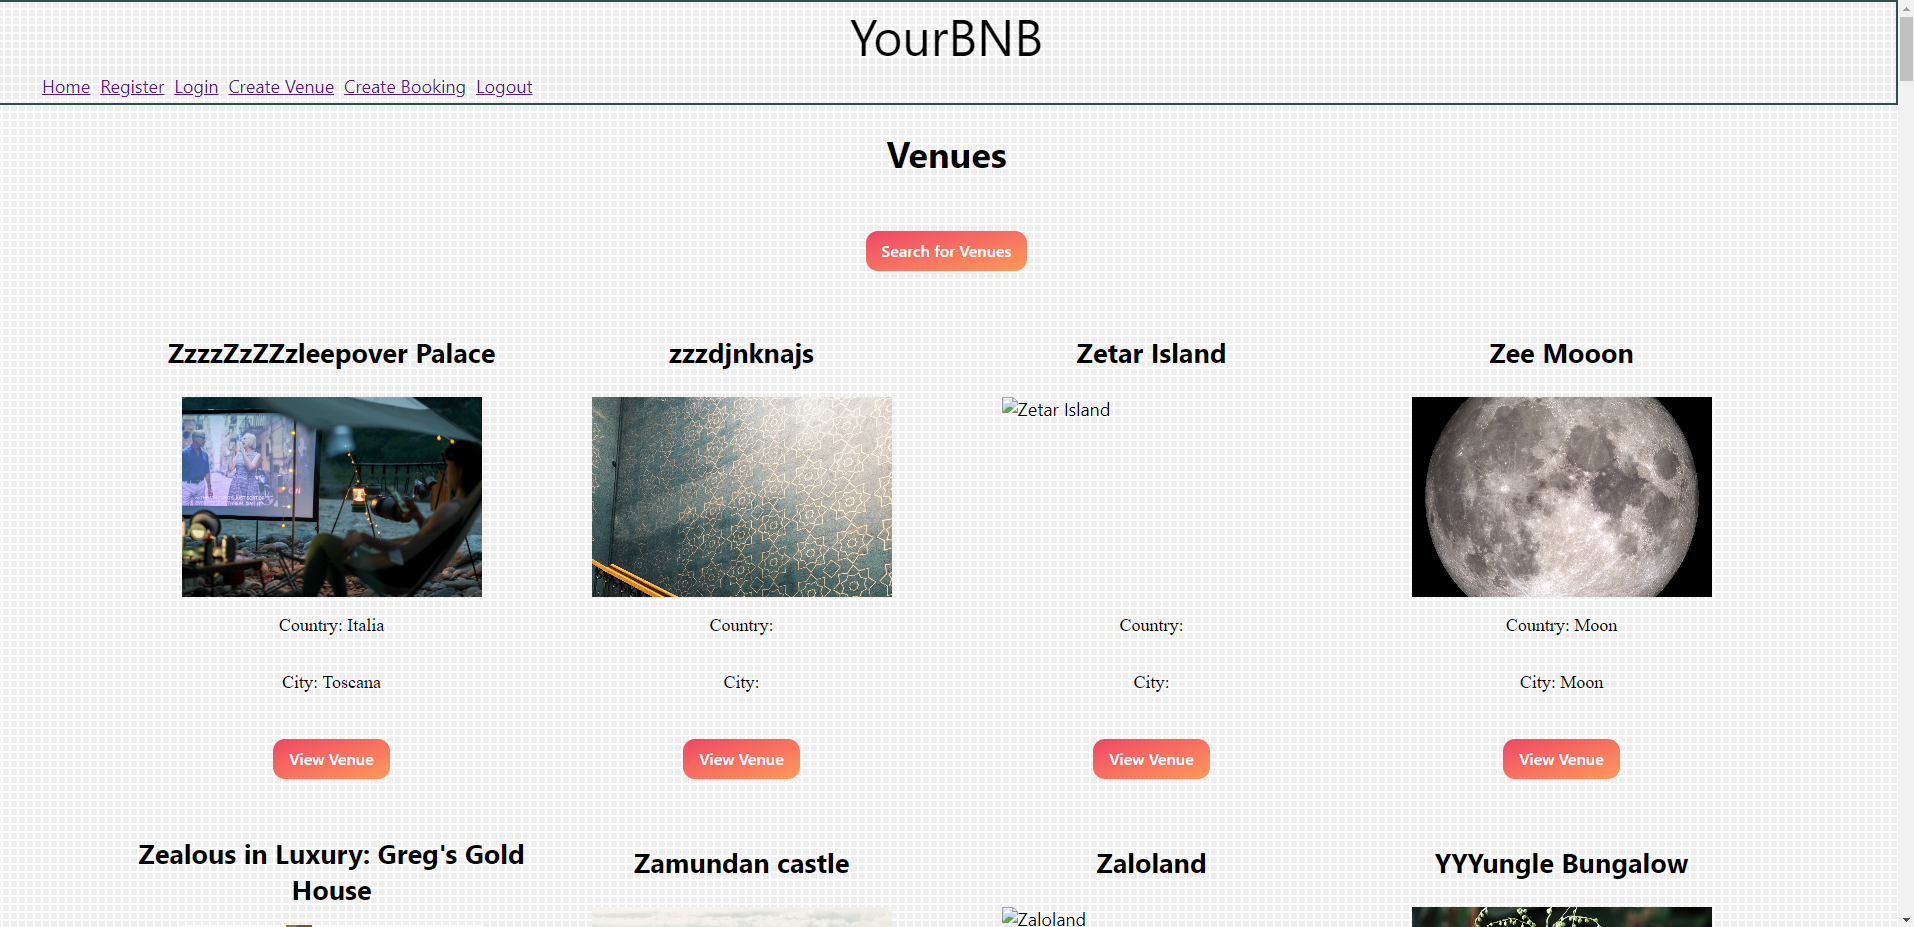 YourBNB
Home Register Login Create Venue Create Booking Logout
Venues
Search for Venues
ZzzzZzZZzleepover Palace
zzzdjnknajs
Zetar Island
Zee Mooon
Zetar Island
Country: Italia
Country:
Country:
Country: Moon
City: Toscana
City:
City:
City: Moon
View Venue
View Venue
View Venue
View Venue
Zealous in Luxury: Greg's Gold
House
Zamundan castle
Zaloland
YYYungle Bungalow
Zaloland